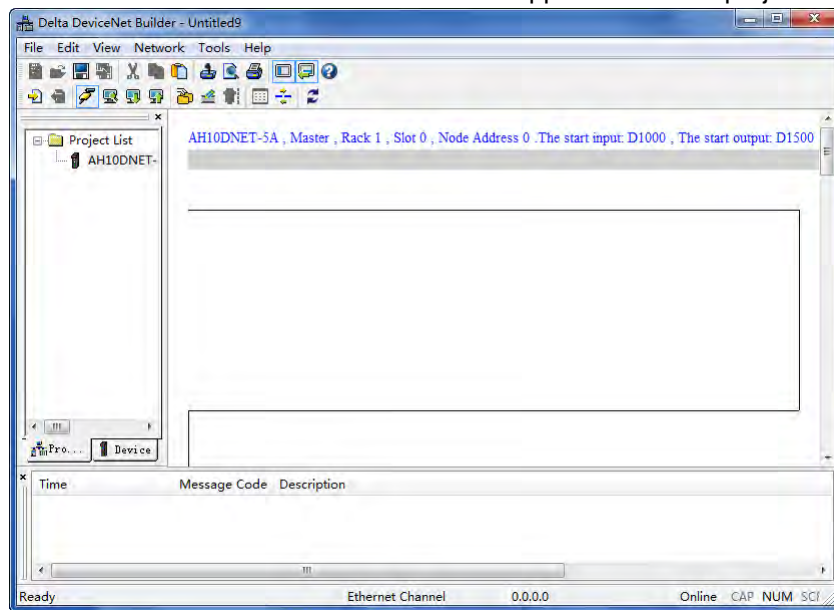 Delta DeviceNet Builder - Untitled9
File Edit View Network Tools Help
Project List
AH10DNET-
AH10DNET-5A , Master , Rack 1 , Slot 0 , Node Address 0 .The start input: D1000 , The start output: D1500
Pro... Device
Time Message Code Description
Ready Ethernet Channel 0.0.0.0 Online CAP NUM